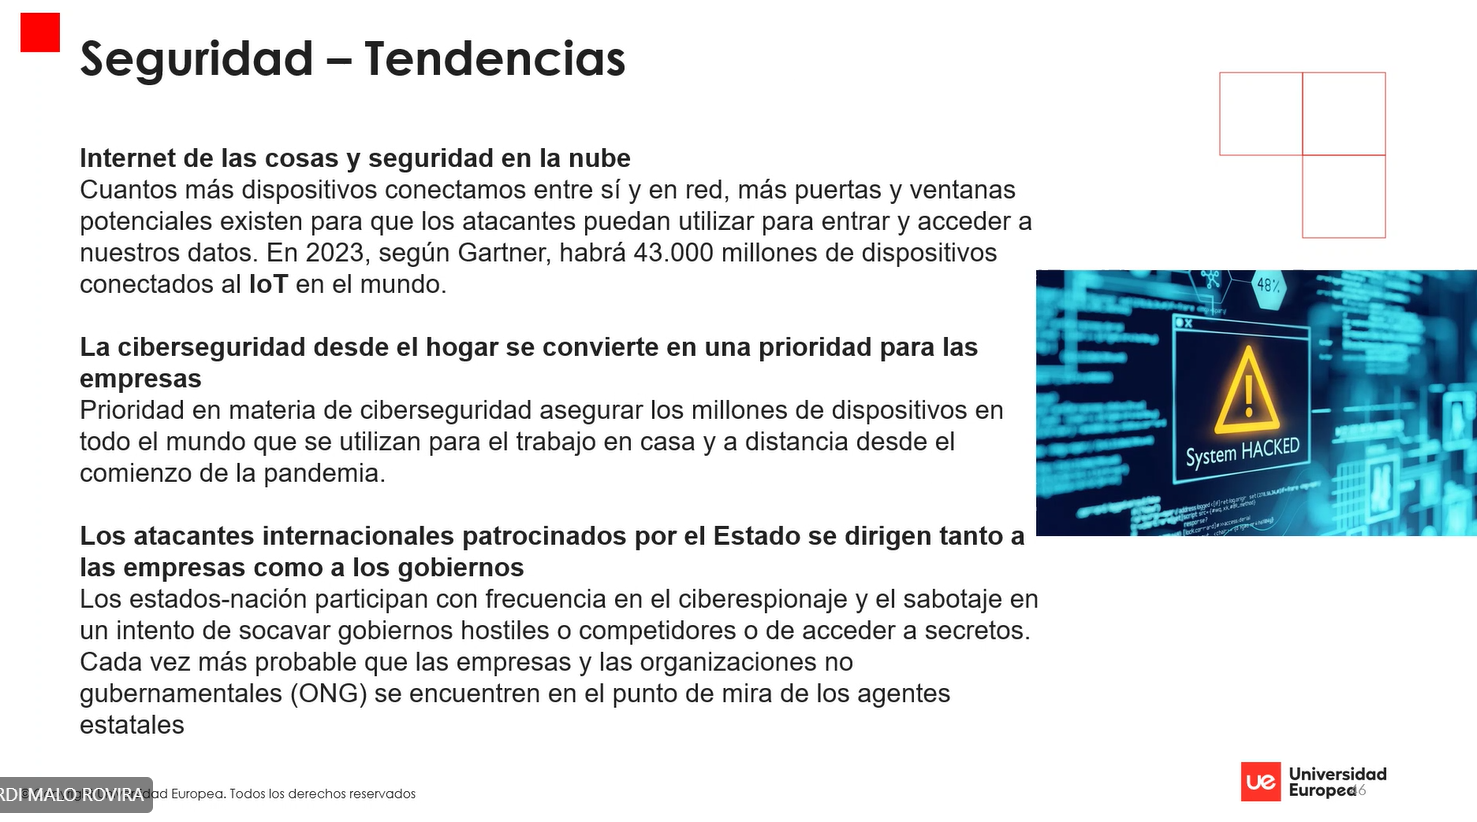 Seguridad – Tendencias
Internet de las cosas y seguridad en la nube
Cuantos más dispositivos conectamos entre sí y en red, más puertas y ventanas
potenciales existen para que los atacantes puedan utilizar para entrar y acceder a
nuestros datos. En 2023, según Gartner, habrá 43.000 millones de dispositivos
conectados al IoT en el mundo.
La ciberseguridad desde el hogar se convierte en una prioridad para las
empresas
Prioridad en materia de ciberseguridad asegurar los millones de dispositivos en
todo el mundo que se utilizan para el trabajo en casa y a distancia desde el
comienzo de la pandemia.
Los atacantes internacionales patrocinados por el Estado se dirigen tanto a
las empresas como a los gobiernos
Los estados-nación participan con frecuencia en el ciberespionaje y el sabotaje en
un intento de socavar gobiernos hostiles o competidores o de acceder a secretos.
Cada vez más probable que las empresas y las organizaciones no
gubernamentales (ONG) se encuentren en el punto de mira de los agentes
estatales
48%
System HACKED
RDI MALO ROVIRA
dad Europea. Todos los derechos reservados
ue Universidad
Europea
46